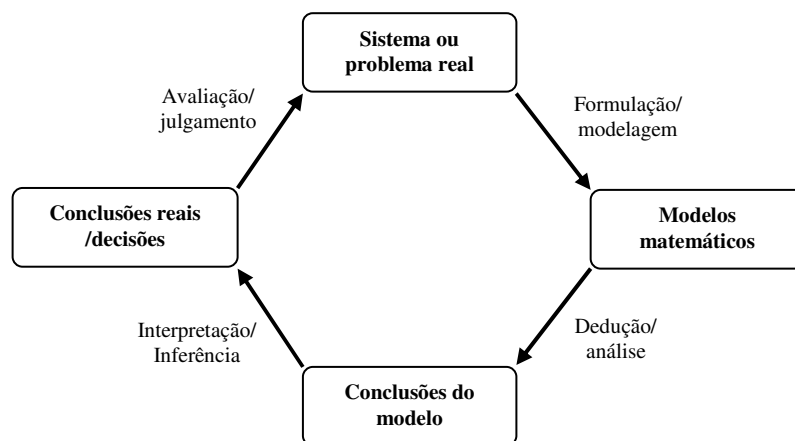 Sistema ou
problema real
Avaliação/
julgamento
Formulação/
modelagem
Conclusões reais
/decisões
Modelos
matemáticos
Interpretação/
Inferência
Dedução/
análise
Conclusões do
modelo